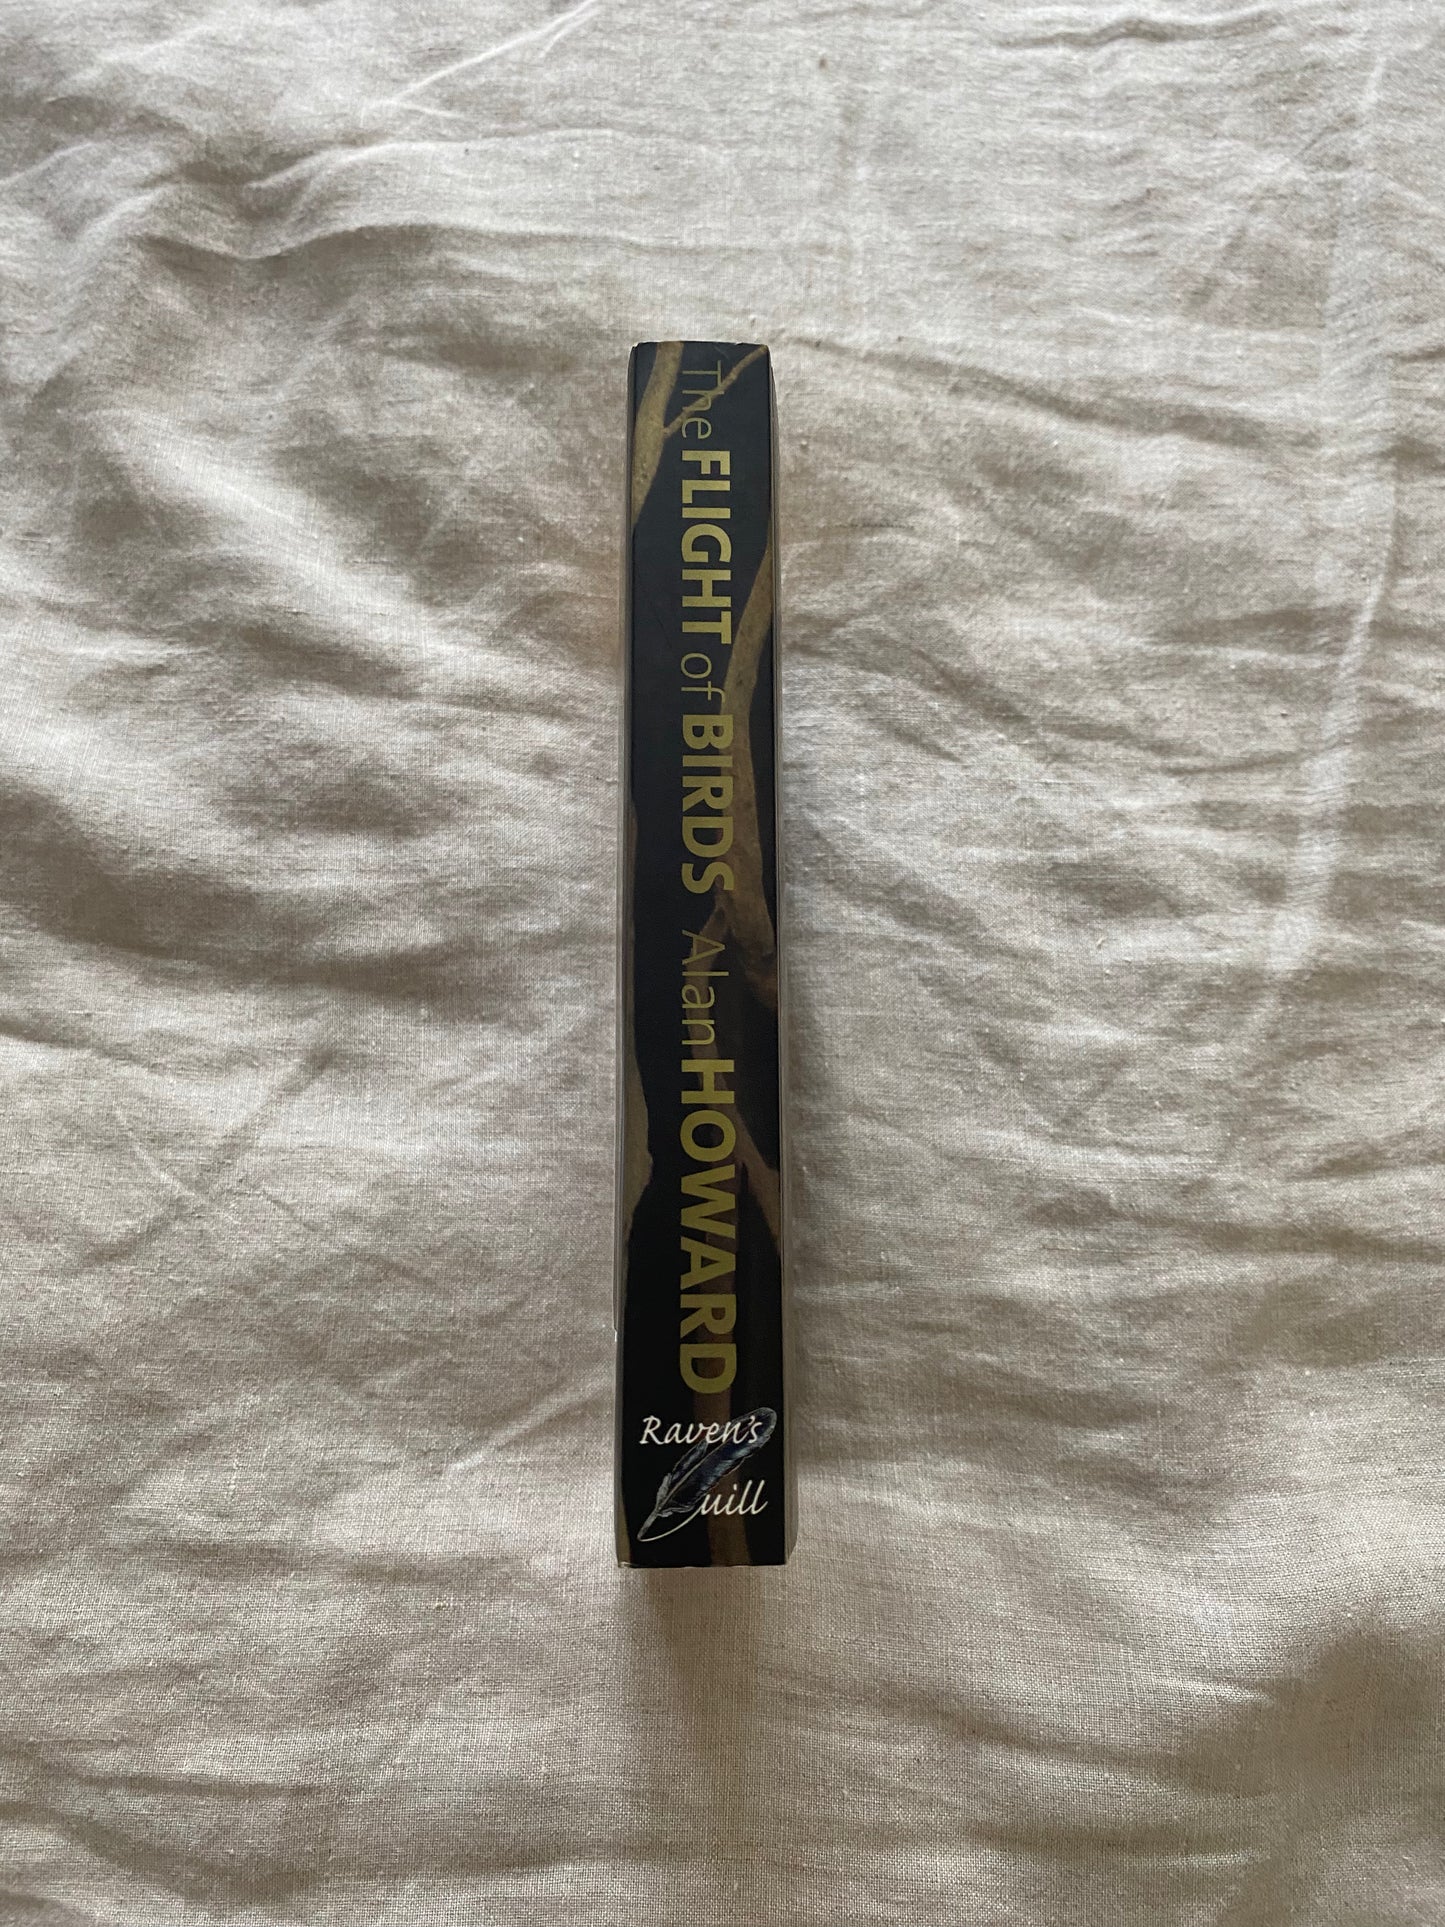 The FLIGHT of BIRDS Alan HOWARD
Raven's
Quill